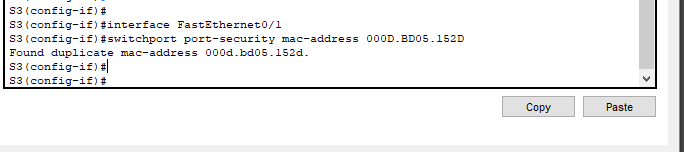 S3(config-if)#
S3(config-if)#interface FastEthernet0/1
S3(config-if)#switchport port-security mac-address 000D.BD05.152D
Found duplicate mac-address 000d.bd05.152d.
S3(config-if)#
S3(config-if)#
Copy
Paste